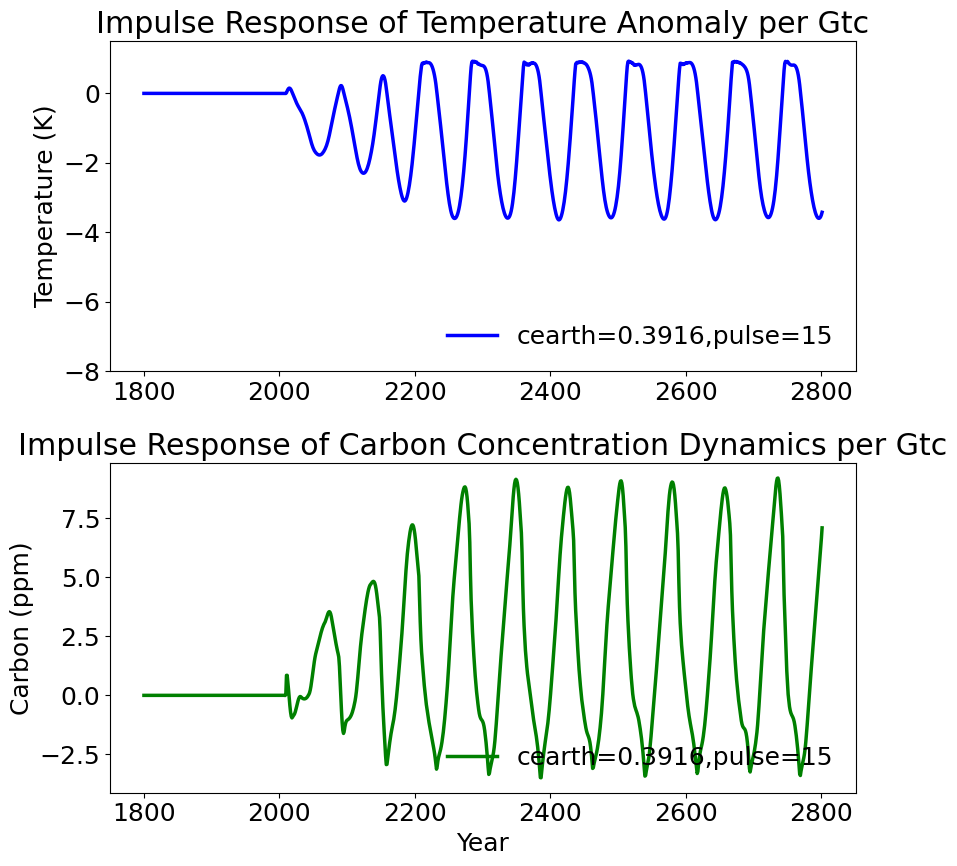 Impulse Response of Temperature Anomaly per Gtc
Temperature (K)
0
−2
−4
−6
−8
cearth=0.3916,pulse=15
1800 2000 2200 2400 2600 2800
Impulse Response of Carbon Concentration Dynamics per Gtc
Carbon (ppm)
7.5
5.0
2.5
0.0
−2.5
cearth=0.3916,pulse=15
1800 2000 2200 2400 2600 2800
Year